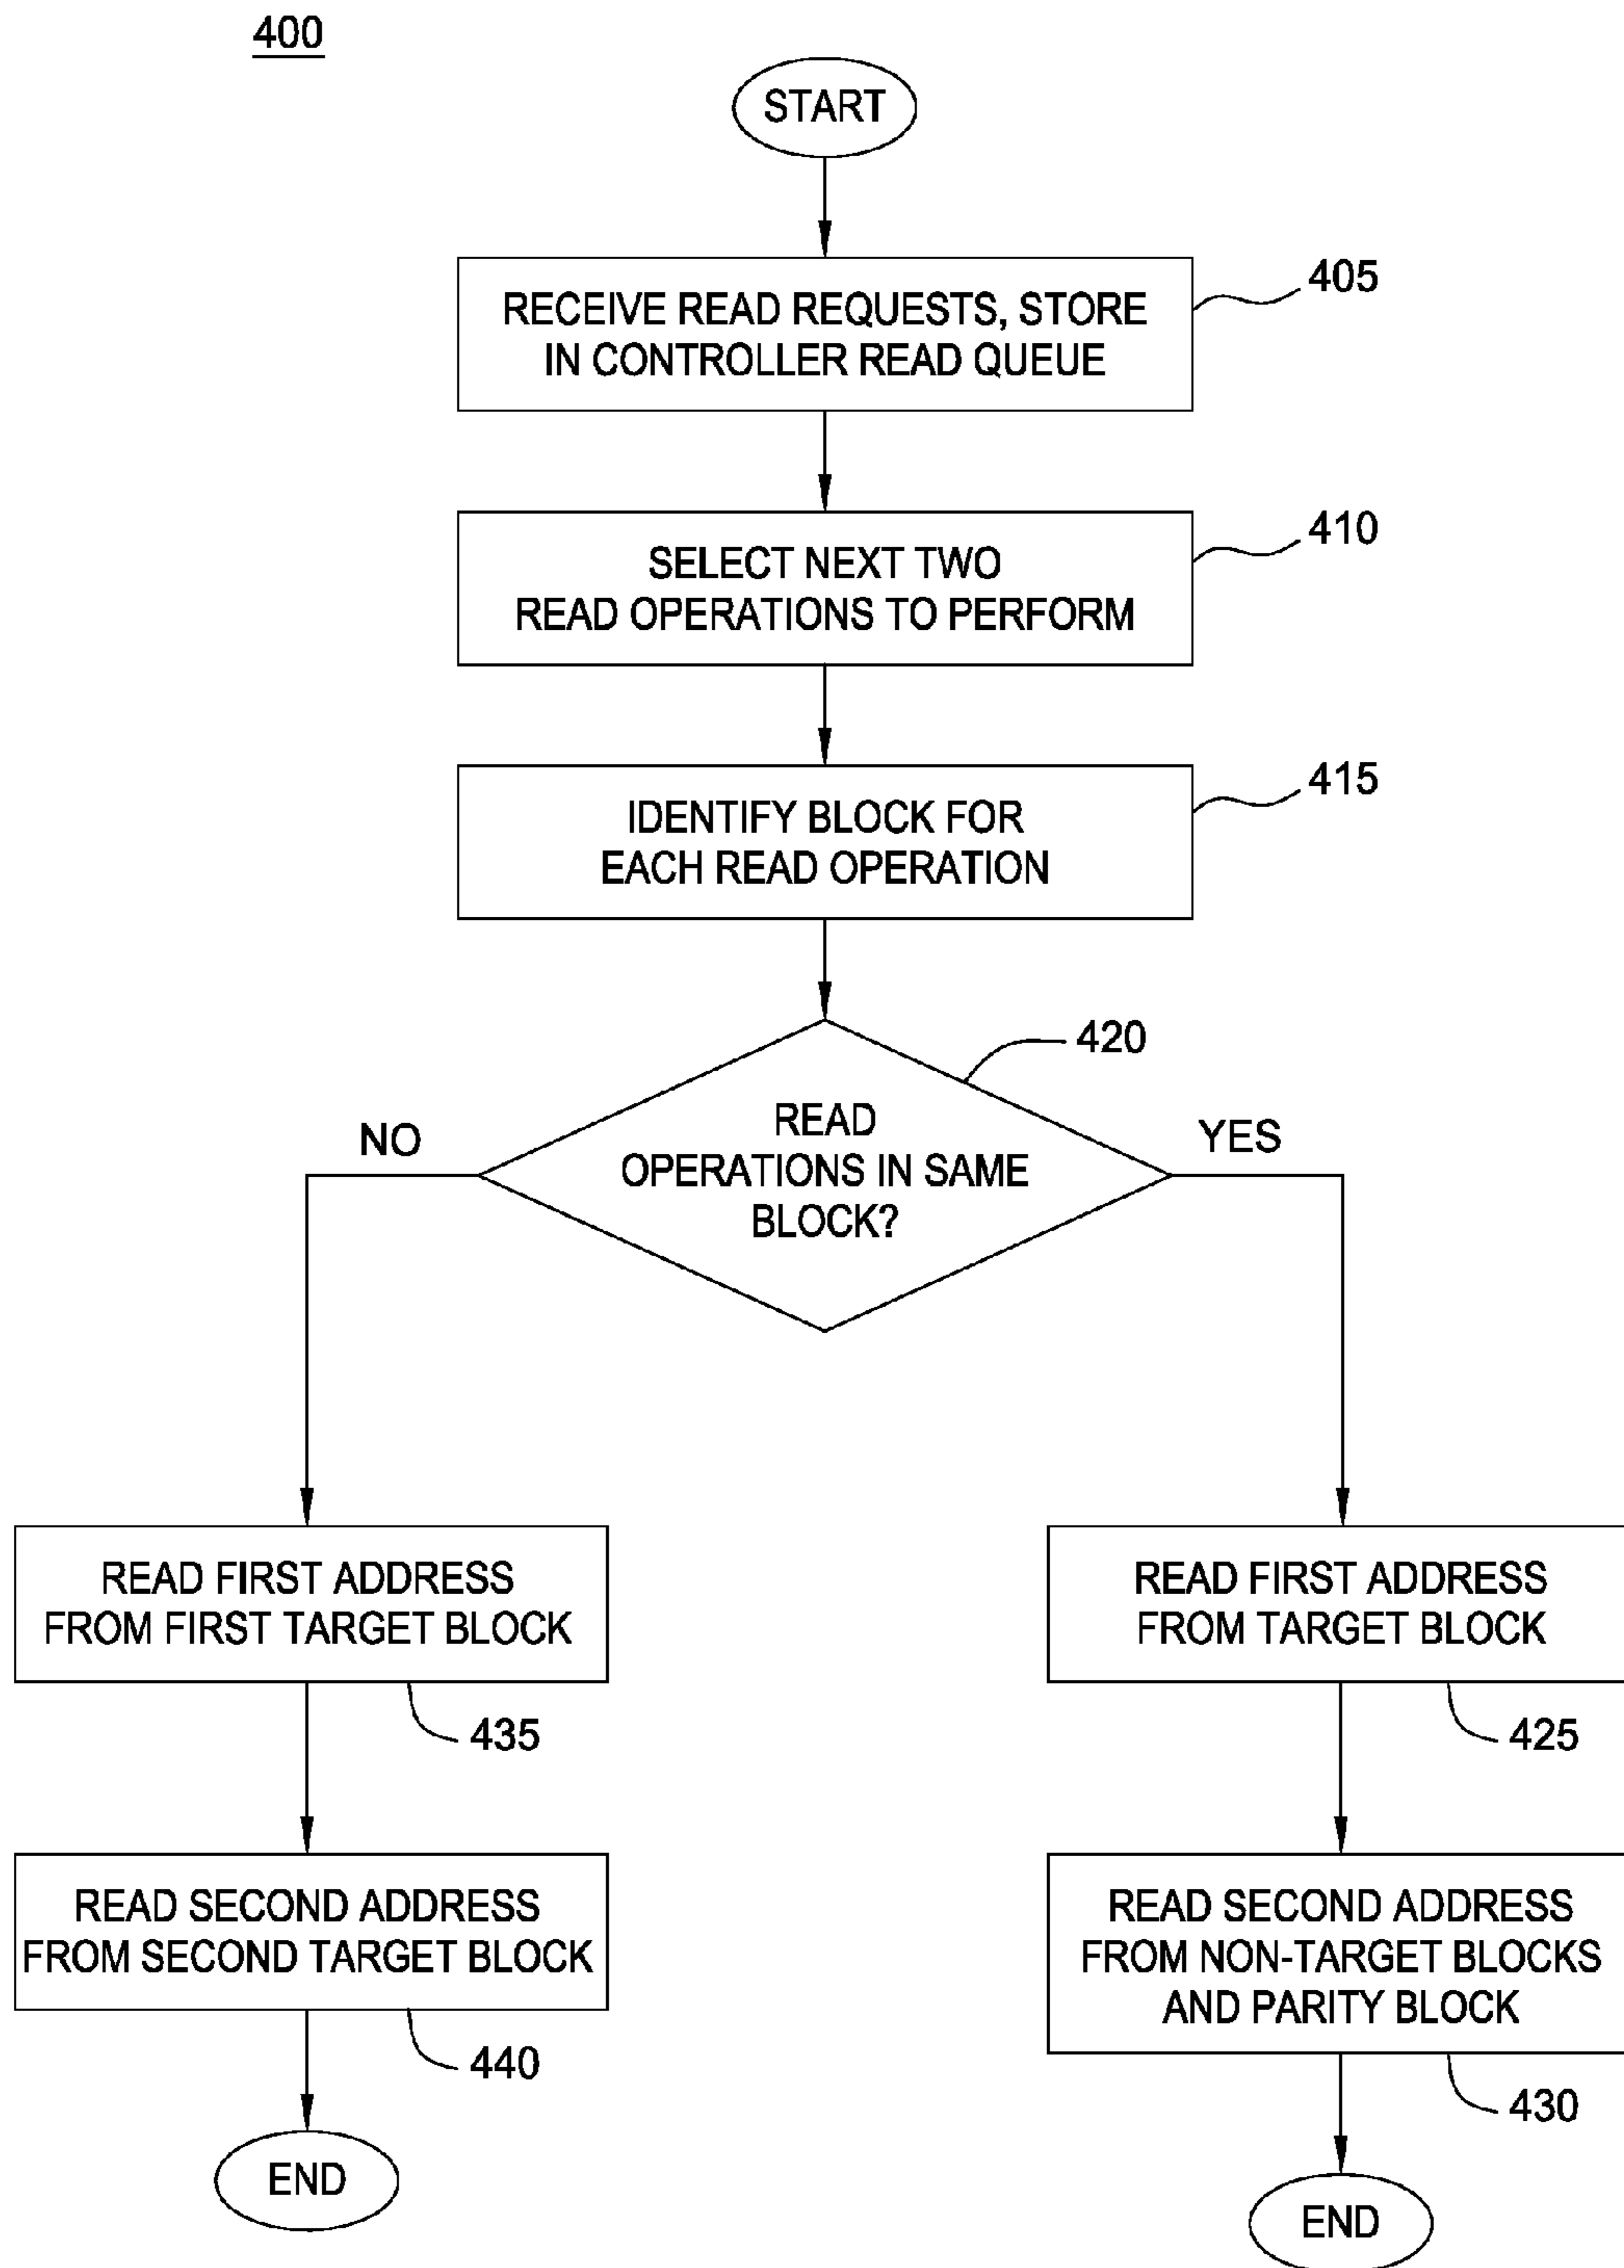 400
START
RECEIVE READ REQUESTS, STORE
IN CONTROLLER READ QUEUE
405
SELECT NEXT TWO
READ OPERATIONS TO PERFORM
410
IDENTIFY BLOCK FOR
EACH READ OPERATION
415
420
READ
OPERATIONS IN SAME
BLOCK?
NO
YES
READ FIRST ADDRESS
FROM FIRST TARGET BLOCK
435
READ SECOND ADDRESS
FROM SECOND TARGET BLOCK
440
END
READ FIRST ADDRESS
FROM TARGET BLOCK
425
READ SECOND ADDRESS
FROM NON-TARGET BLOCKS
AND PARITY BLOCK
430
END